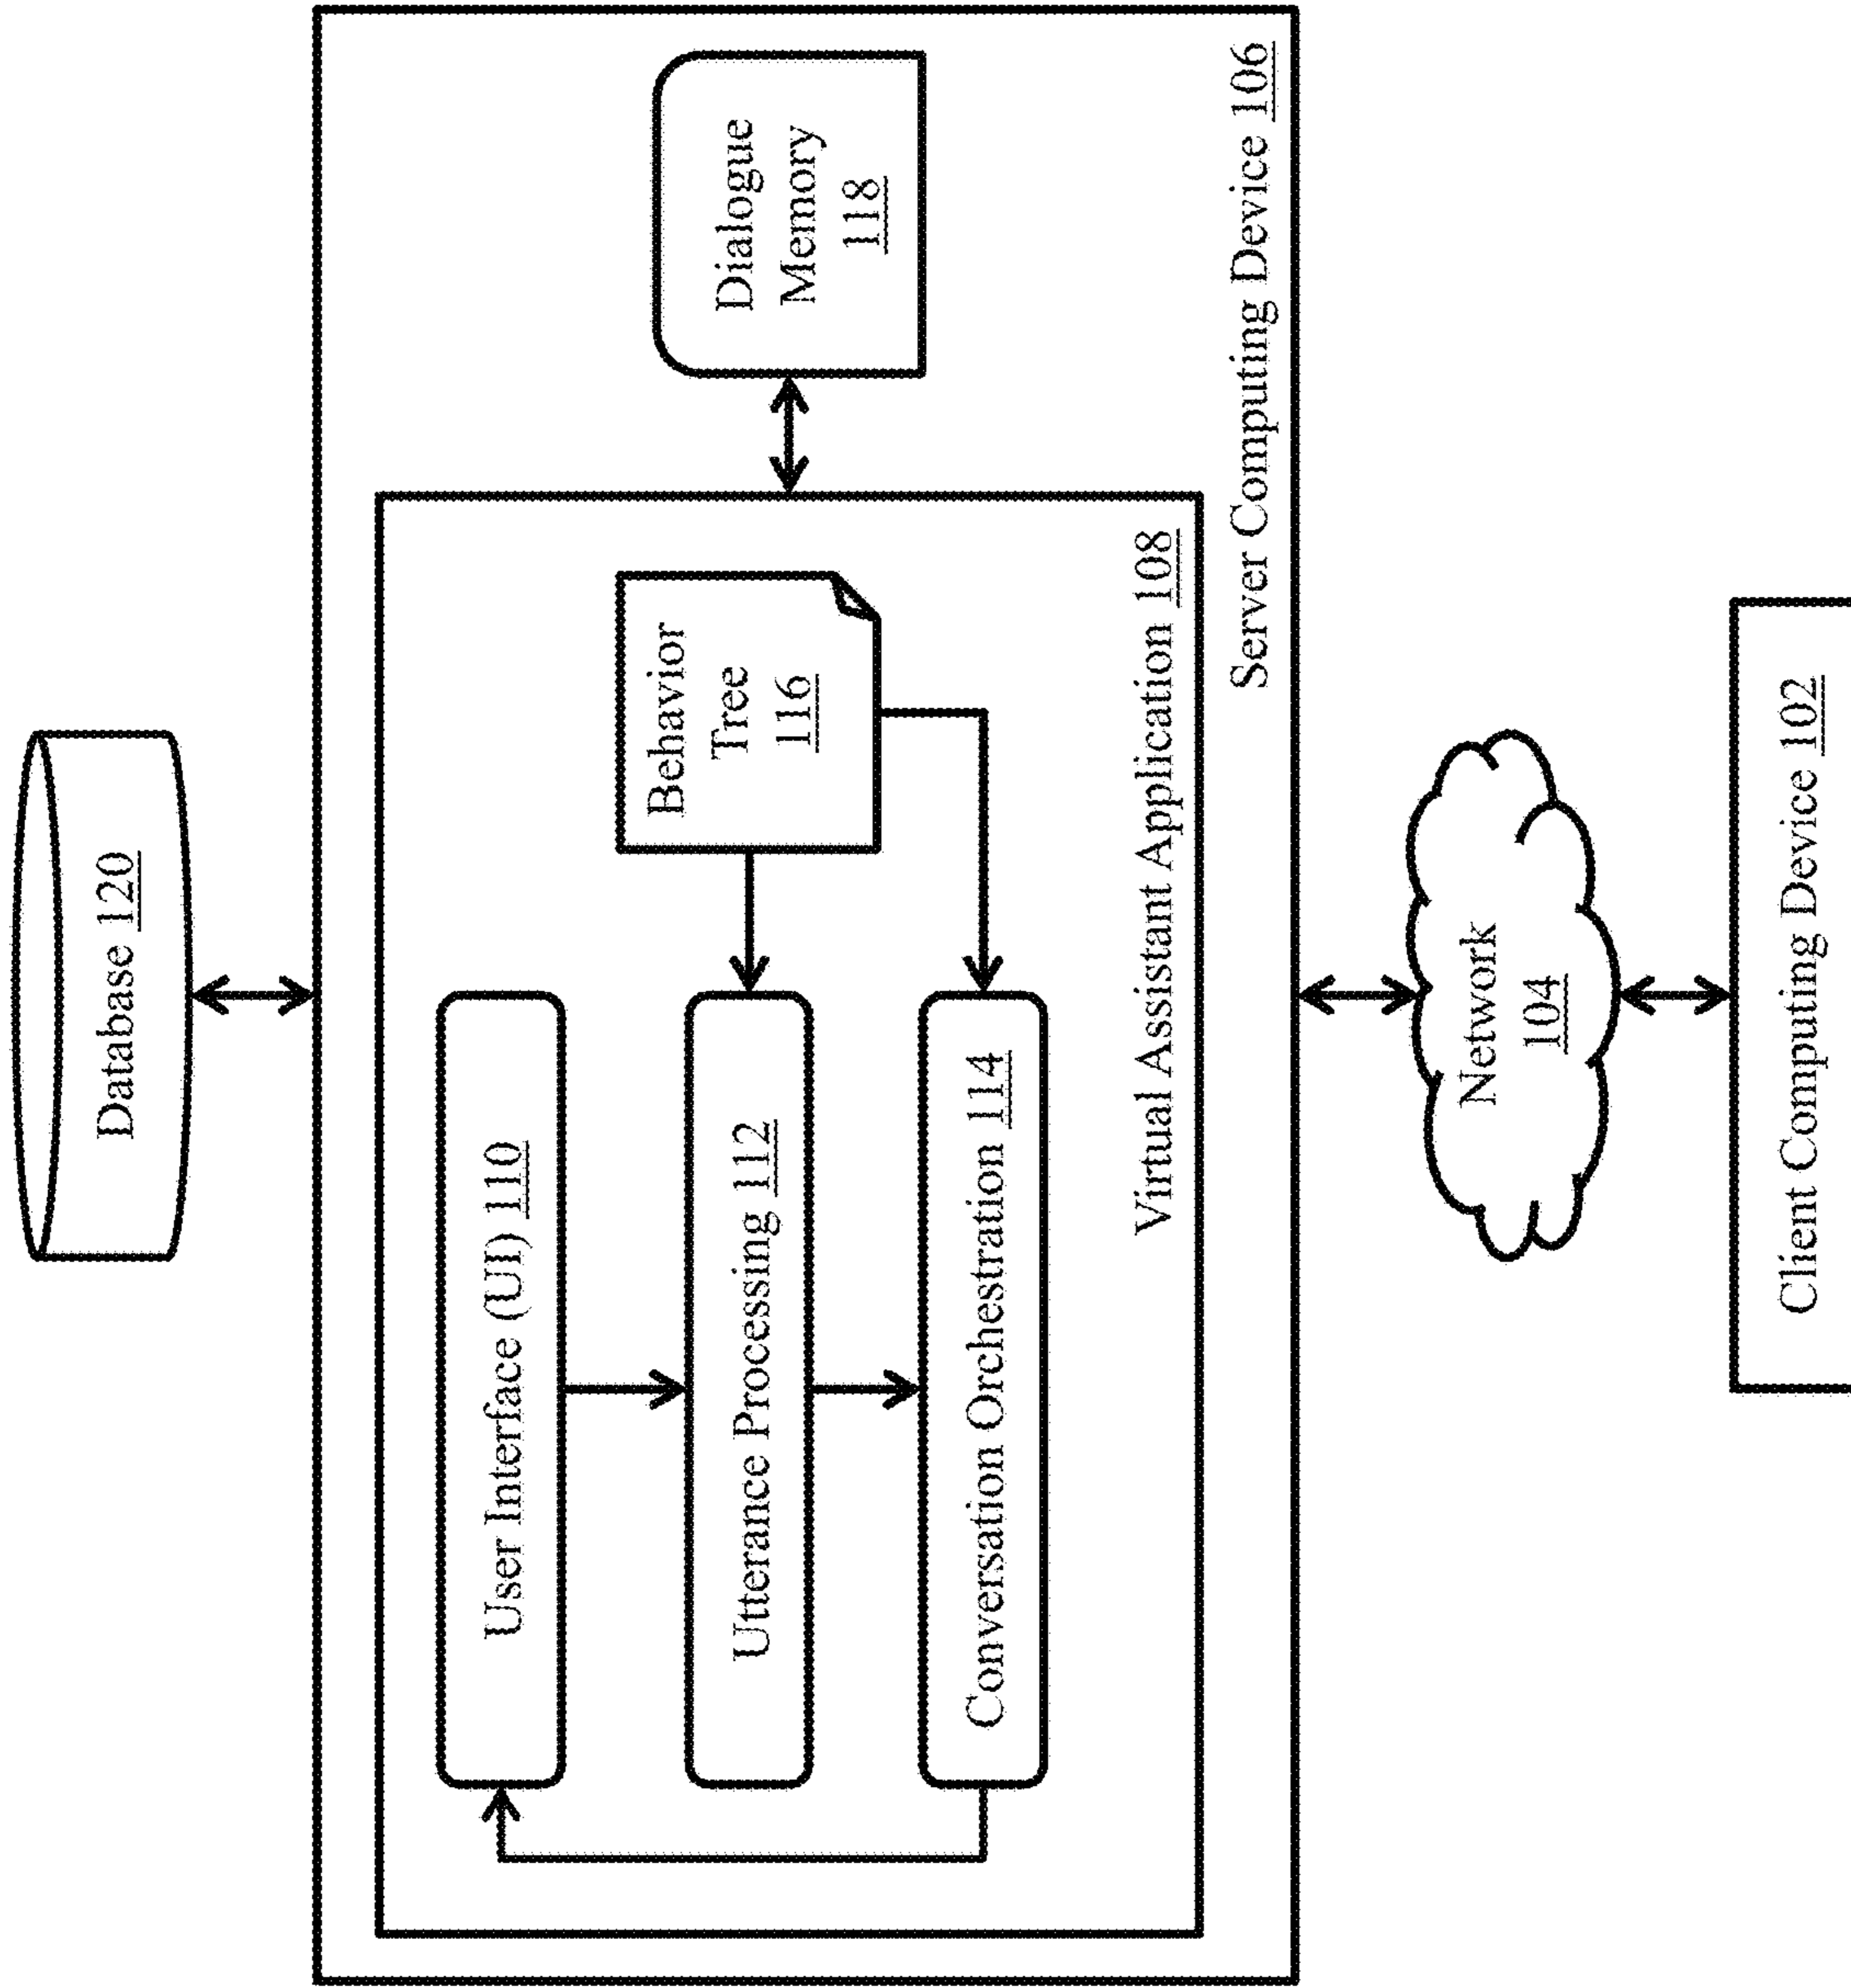 Database 120
User Interface (UI) 110
Utterance Processing 112
Conversation Orchestration 114
Behavior
Tree
116
Virtual Assistant Application 108
Dialogue
Memory
118
Server Computing Device 106
Network
104
Client Computing Device 102